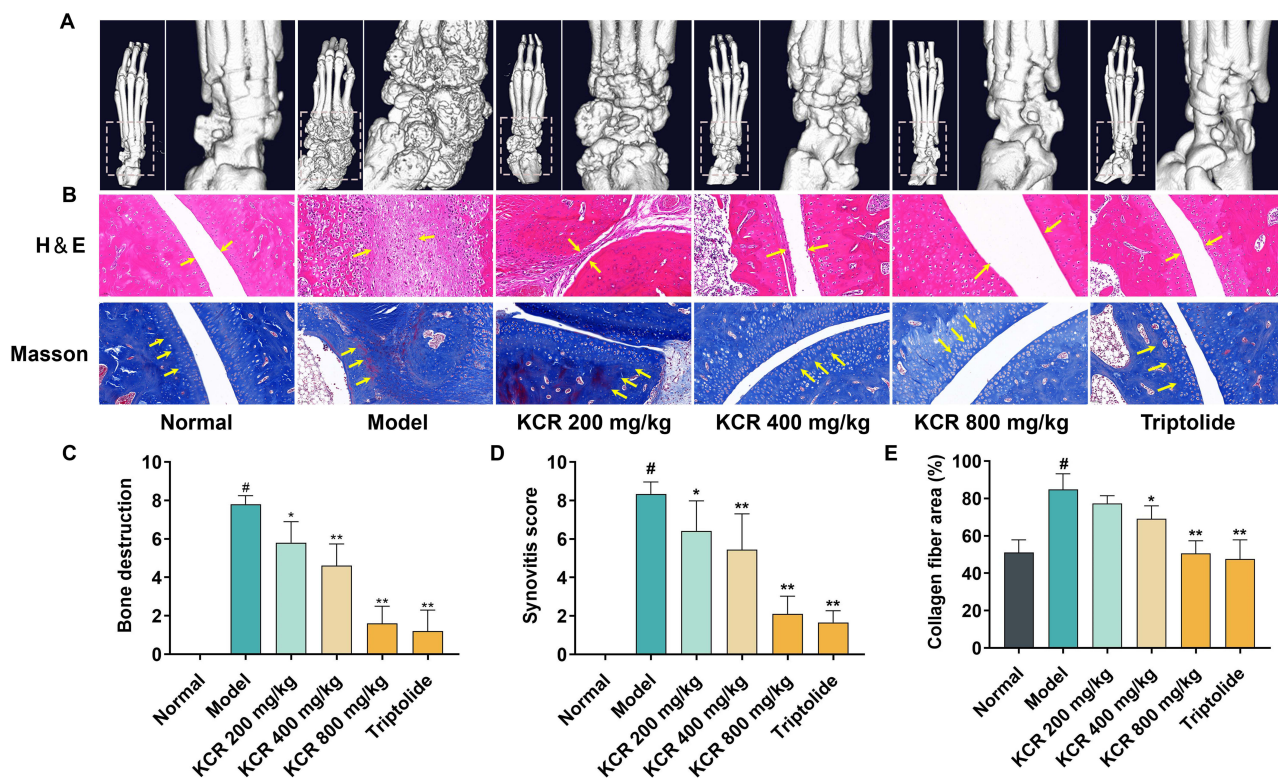 A
B
H & E
Masson
Normal Model KCR 200 mg/kg KCR 400 mg/kg KCR 800 mg/kg Triptolide
C
Bone destruction
10
8
6
4
2
0
#
*
**
**
**
Normal
Model
KCR 200 mg/kg
KCR 400 mg/kg
KCR 800 mg/kg
Triptolide
D
Synovitis score
10
8
6
4
2
0
#
*
**
**
**
Normal
Model
KCR 200 mg/kg
KCR 400 mg/kg
KCR 800 mg/kg
Triptolide
E
Collagen fiber area (%)
100
80
60
40
20
0
#
*
**
**
Normal
Model
KCR 200 mg/kg
KCR 400 mg/kg
KCR 800 mg/kg
Triptolide